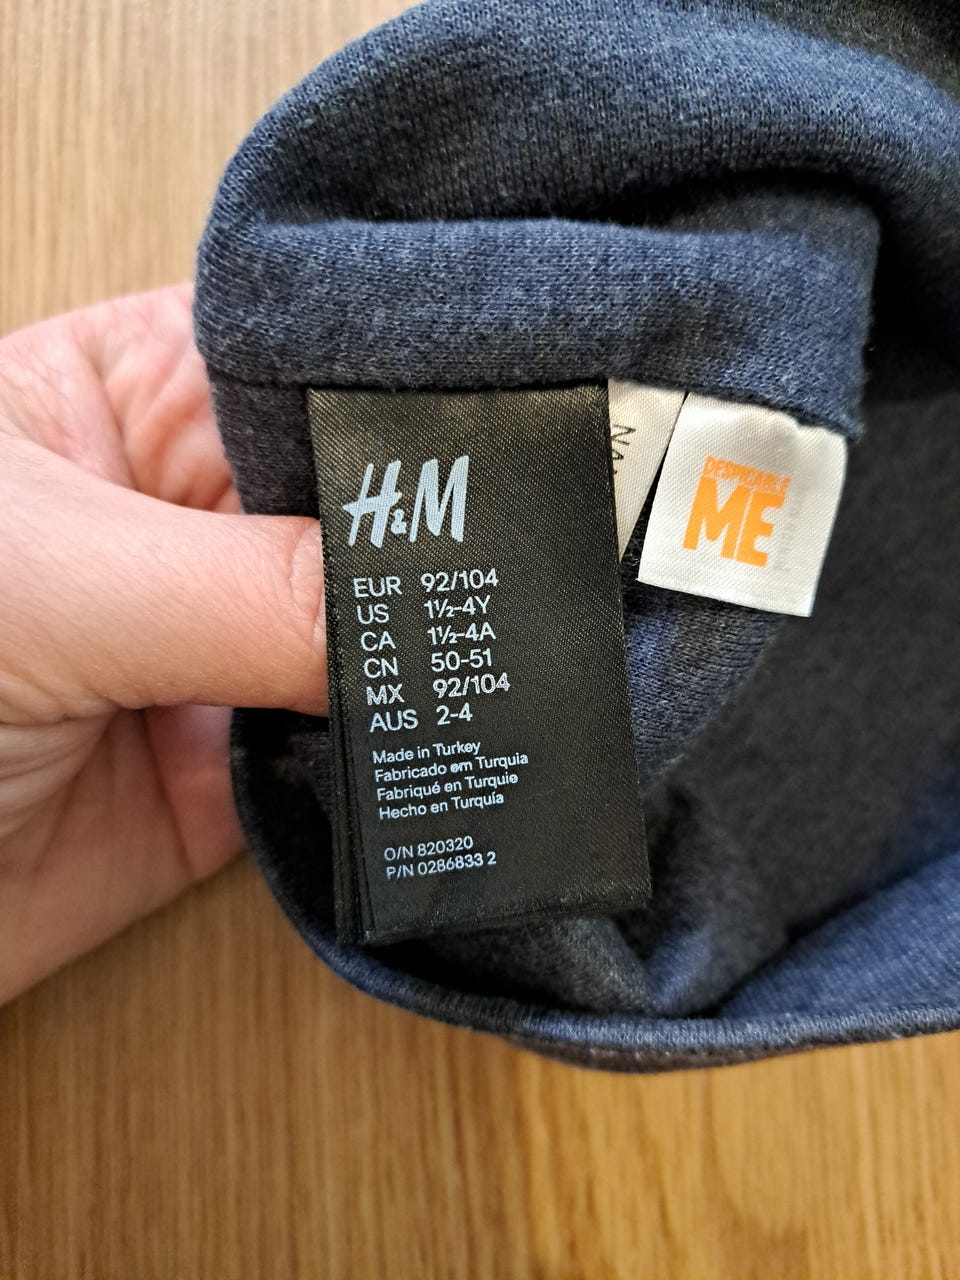 H&M
EUR 92/104
US 1½-4Y
CA 1½-4A
CN 50-51
MX 92/104
AUS 2-4
Made in Turkey
Fabricado em Turquia
Fabriqué en Turquie
Hecho en Turquía
O/N 820320
P/N 0286833 2
DESPICABLE
ME